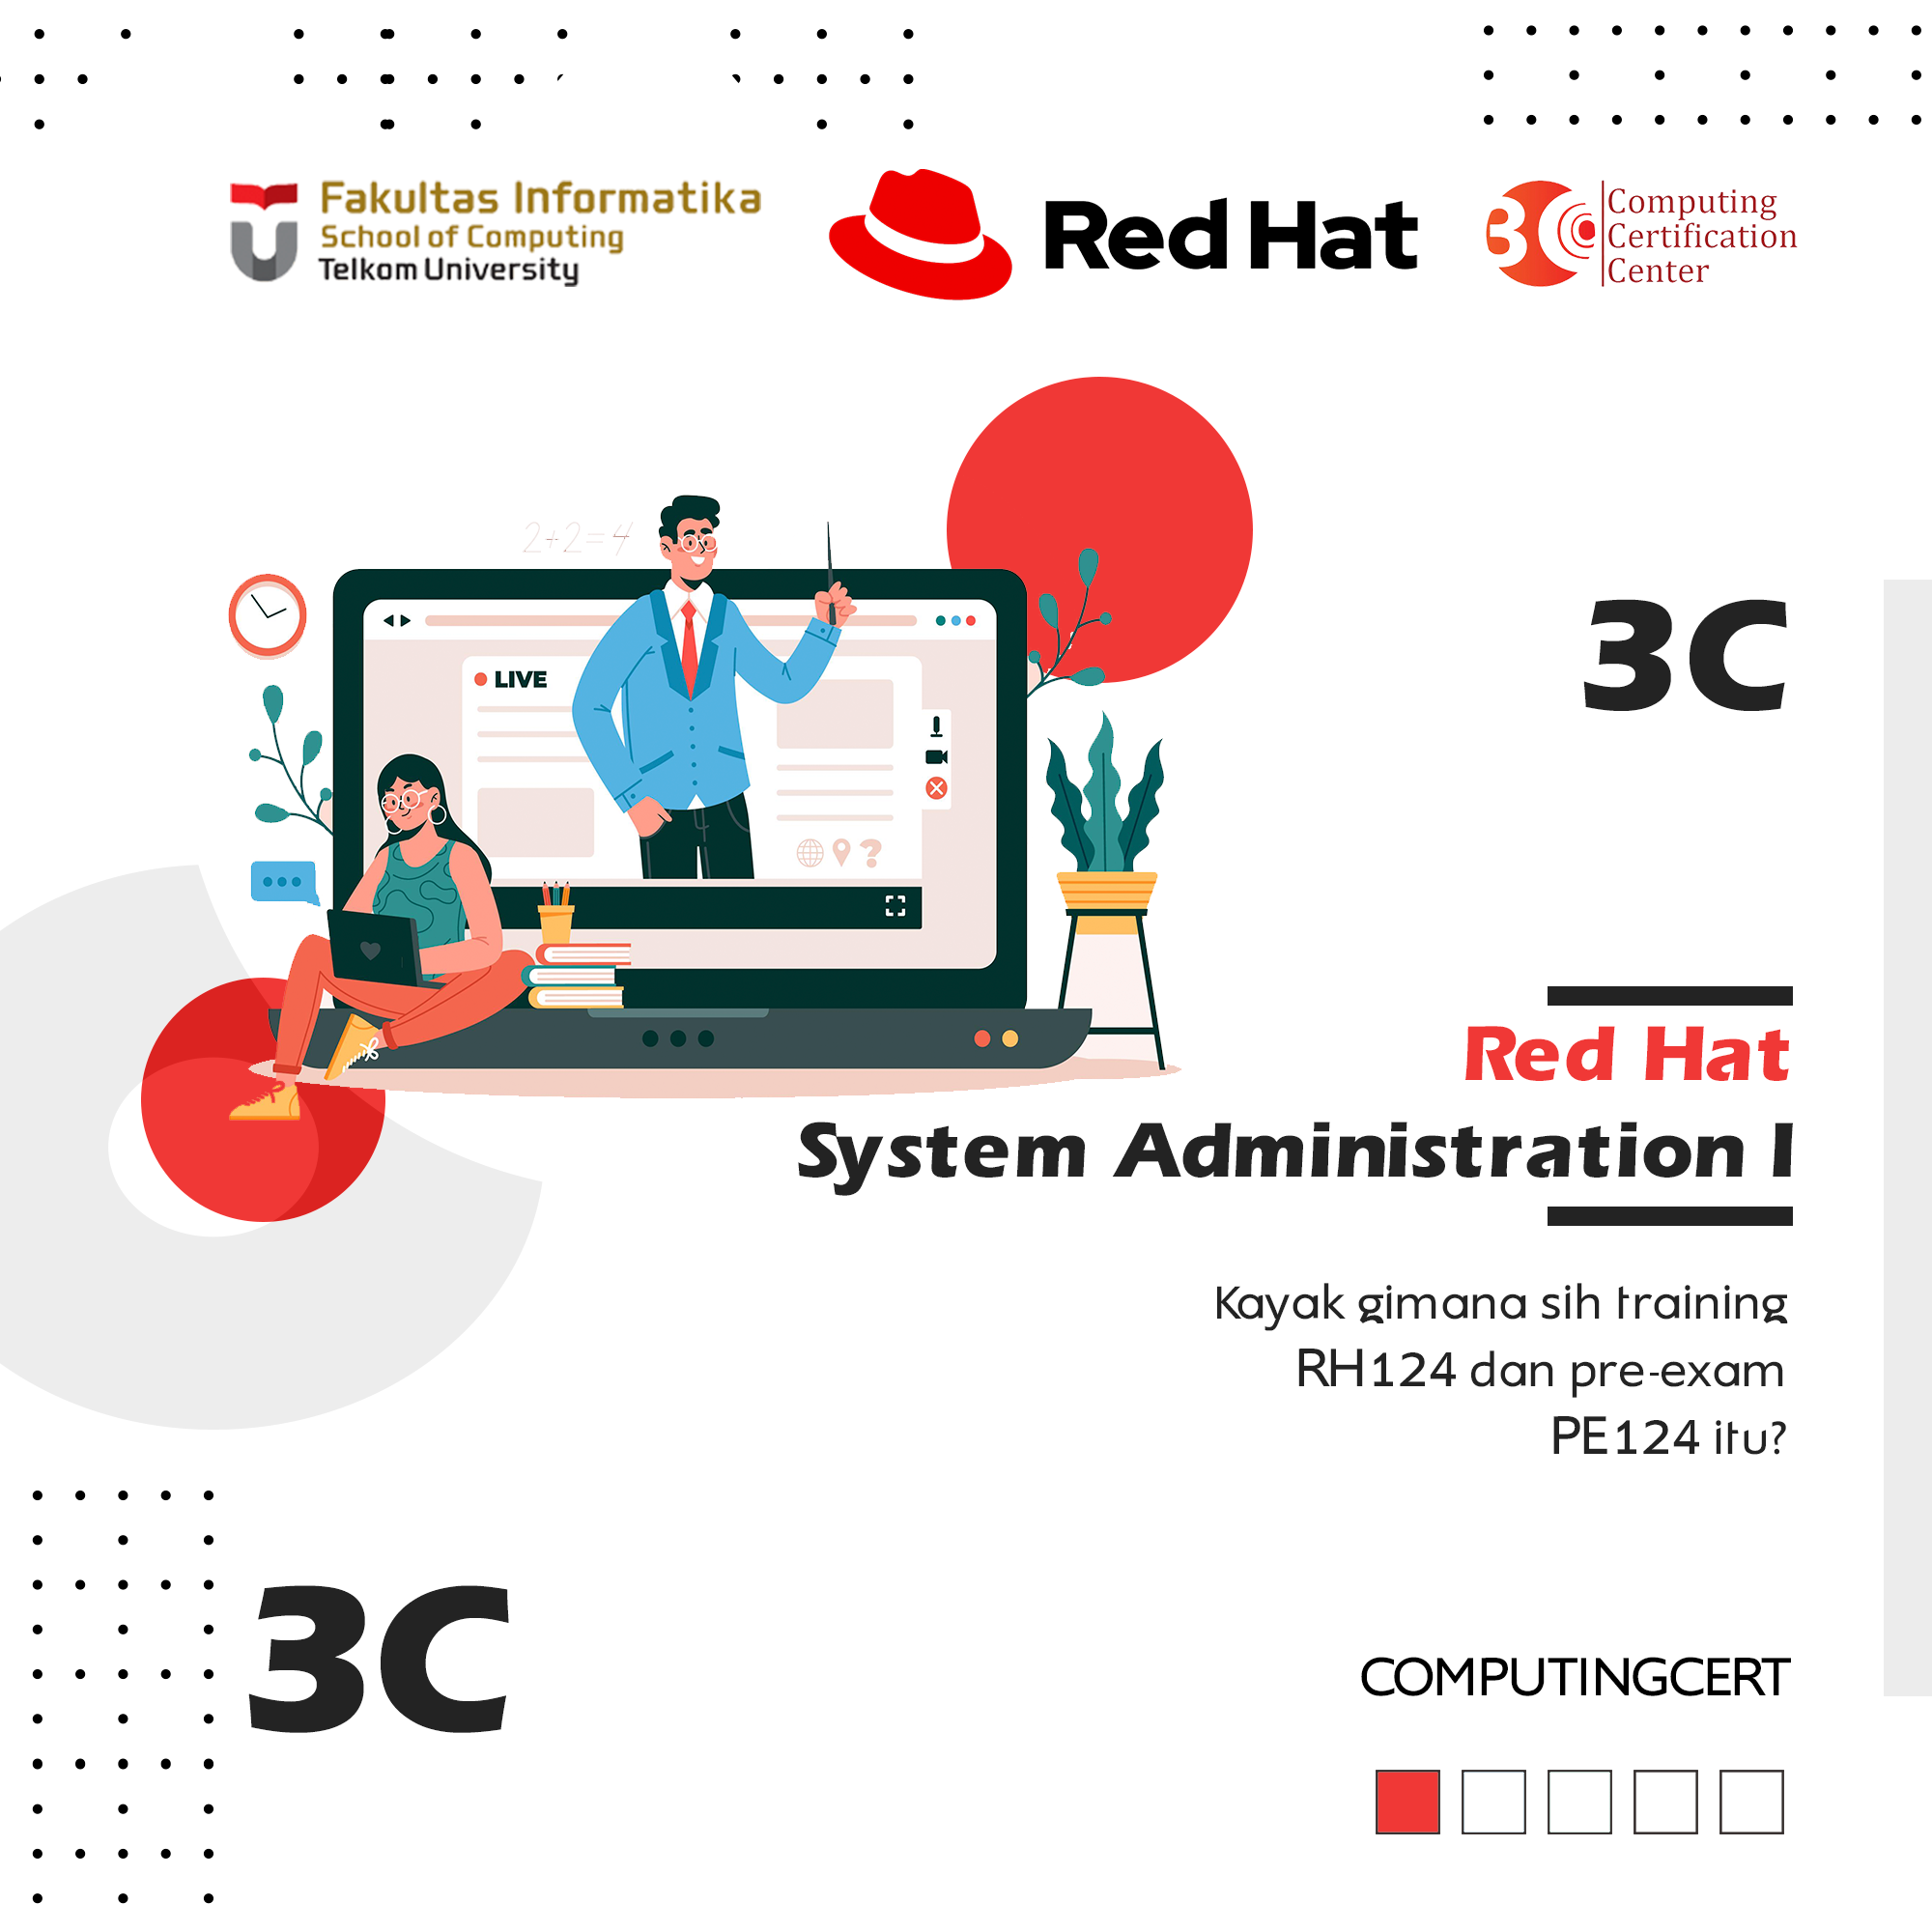 Fakultas Informatika
School of Computing
Telkom University
Red Hat
3C
Computing
Certification
Center
2+2=4
LIVE
3C
Red Hat
System Administration I
Kayak gimana sih training
RH124 dan pre-exam
PE124 itu?
3C
COMPUTINGCERT